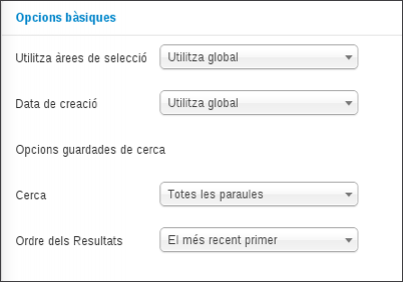 Opcions bàsiques
Utilitza àrees de selecció Utilitza global
Data de creació Utilitza global
Opcions guardades de cerca
Cerca Totes les paraules
Ordre dels Resultats El més recent primer